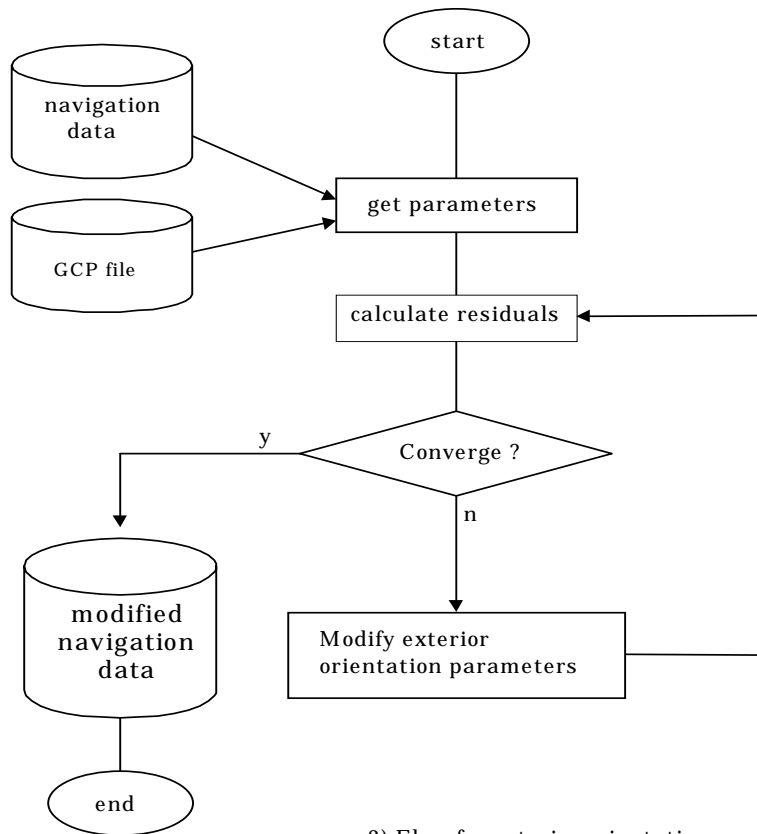 start
navigation
data
get parameters
GCP file
calculate residuals
Converge ?
y
n
modified
navigation
data
Modify exterior
orientation parameters
end